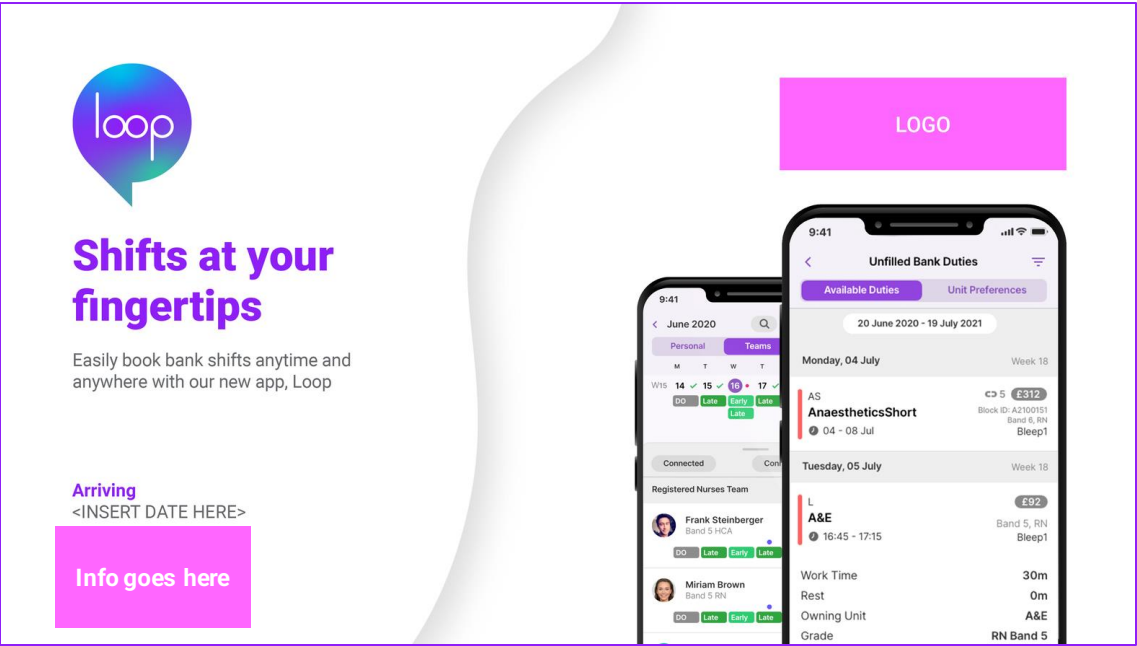 loop
Shifts at your
fingertips
Easily book bank shifts anytime and
anywhere with our new app, Loop
Arriving
<INSERT DATE HERE>
Info goes here
LOGO
9:41
June 2020
Personal Teams
M T W T
W15 14 15 16 17
DO Late Early Late
Late
Connected
Registered Nurses Team
Frank Steinberger
Band 5 HCA
DO Late Early Late
Miriam Brown
Band 5 RN
DO Late Early Late
9:41
Unfilled Bank Duties
Available Duties Unit Preferences
20 June 2020 - 19 July 2021
Monday, 04 July Week 18
AS 5 £312
AnaestheticsShort Block ID: A2100151
Band 6, RN
04 - 08 Jul Bleep1
Tuesday, 05 July Week 18
L £92
A&E Band 5, RN
16:45 - 17:15 Bleep1
Work Time 30m
Rest 0m
Owning Unit A&E
Grade RN Band 5